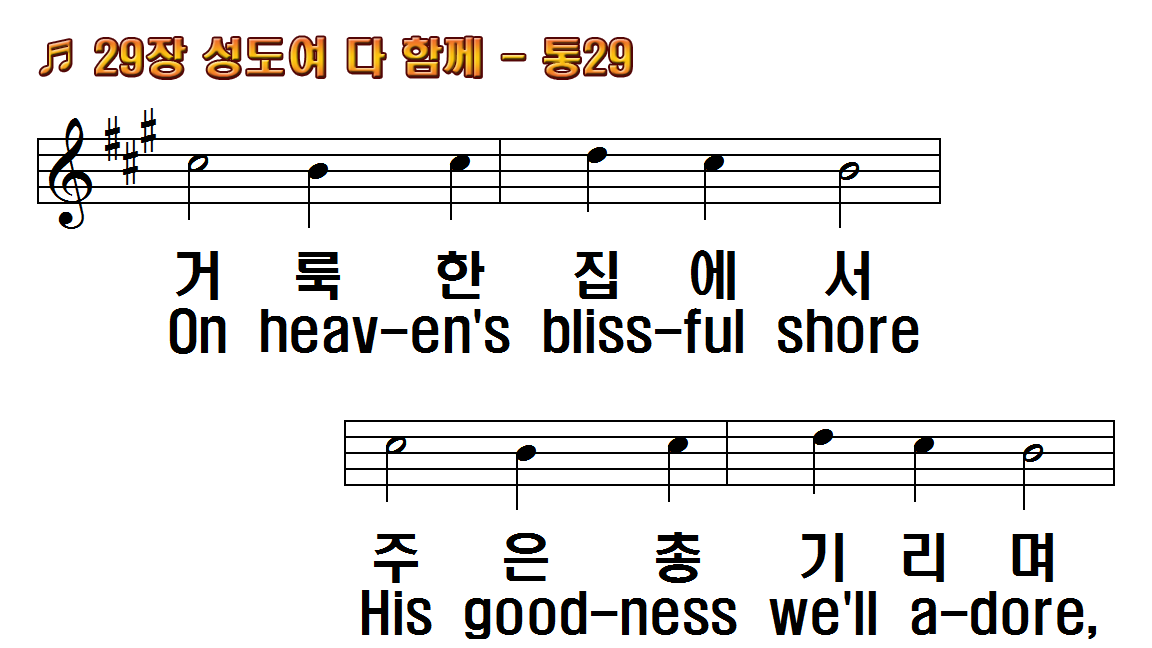 29장 성도여 다 함께 - 통29
거 룩 한 집 에 서
On heav-en's bliss-ful shore
주 은 총 기 리 며
His good-ness we'll a-dore,